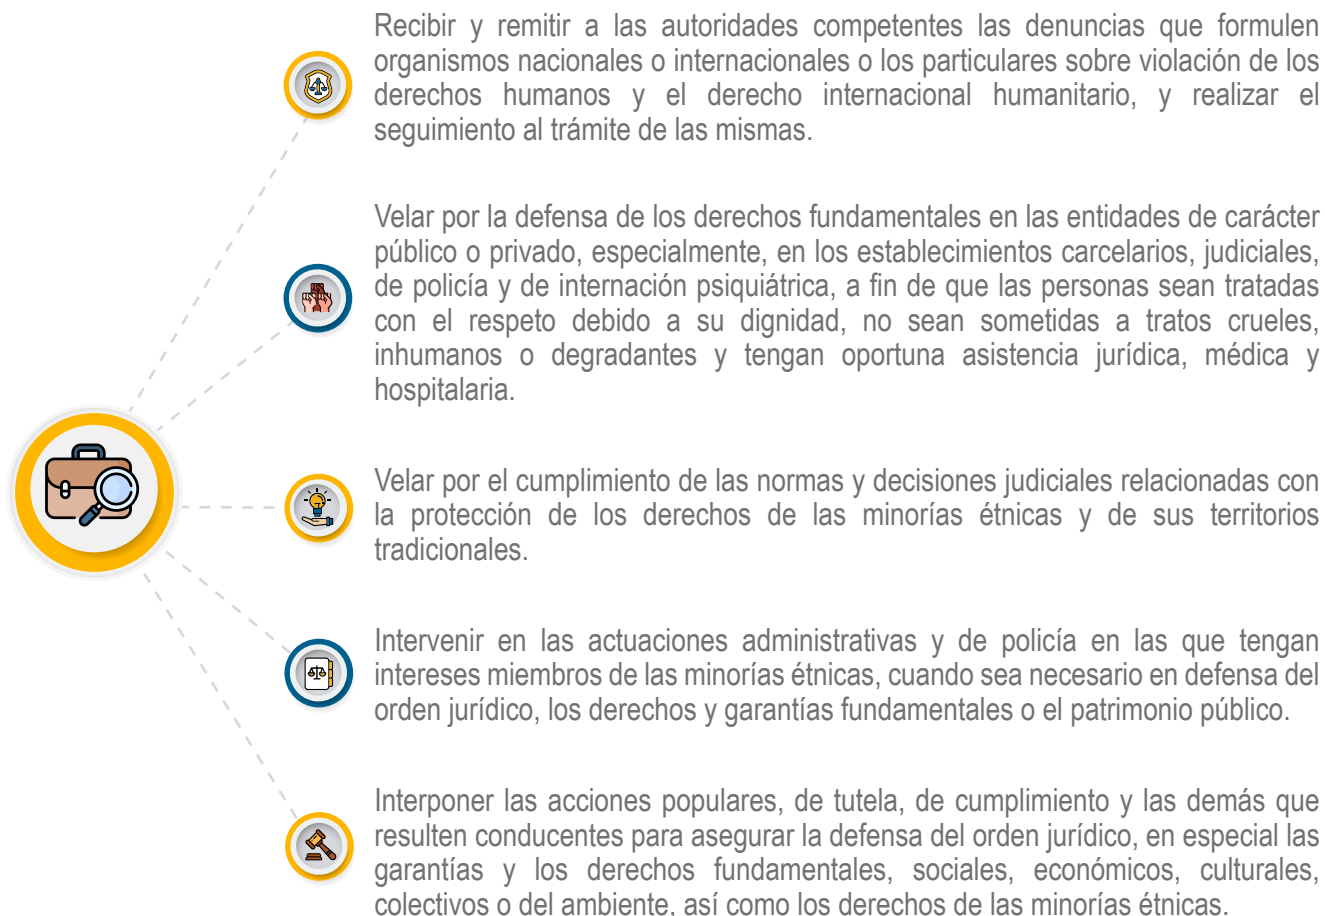 Recibir y remitir a las autoridades competentes las denuncias que formulen
organismos nacionales o internacionales o los particulares sobre violación de los
derechos humanos y el derecho internacional humanitario, y realizar el
seguimiento al trámite de las mismas.
Velar por la defensa de los derechos fundamentales en las entidades de carácter
público o privado, especialmente, en los establecimientos carcelarios, judiciales,
de policía y de internación psiquiátrica, a fin de que las personas sean tratadas
con el respeto debido a su dignidad, no sean sometidas a tratos crueles,
inhumanos o degradantes y tengan oportuna asistencia jurídica, médica y
hospitalaria.
Velar por el cumplimiento de las normas y decisiones judiciales relacionadas con
la protección de los derechos de las minorías étnicas y de sus territorios
tradicionales.
Intervenir en las actuaciones administrativas y de policía en las que tengan
intereses miembros de las minorías étnicas, cuando sea necesario en defensa del
orden jurídico, los derechos y garantías fundamentales o el patrimonio público.
Interponer las acciones populares, de tutela, de cumplimiento y las demás que
resulten conducentes para asegurar la defensa del orden jurídico, en especial las
garantías y los derechos fundamentales, sociales, económicos, culturales,
colectivos o del ambiente, así como los derechos de las minorías étnicas.